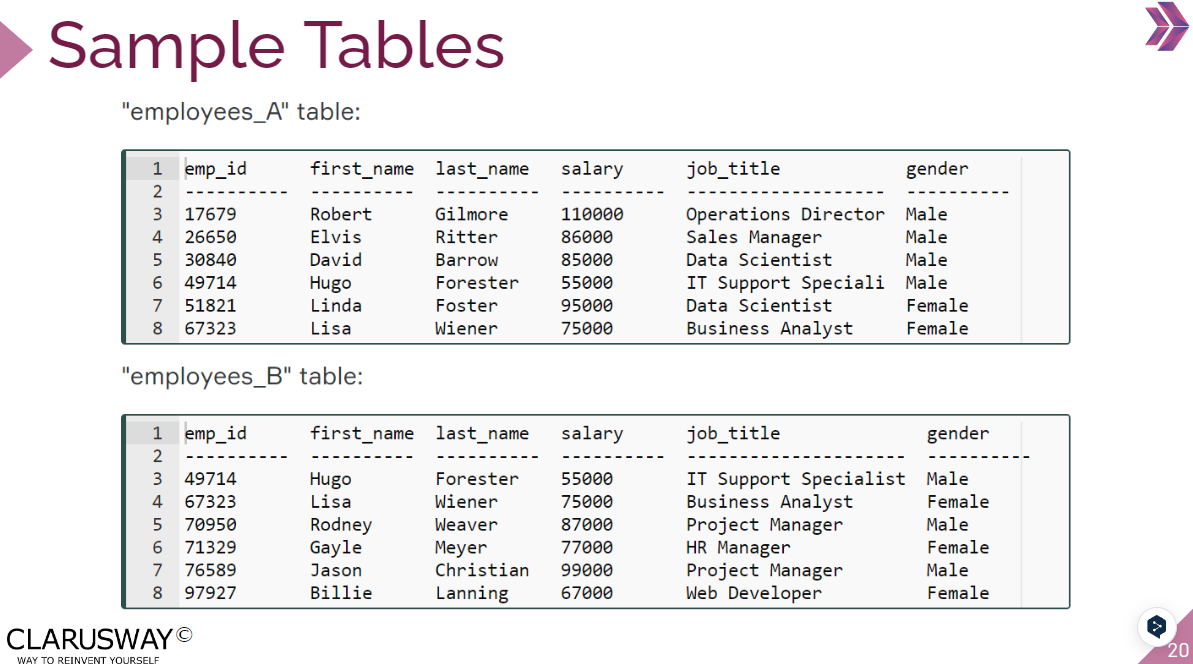 Sample Tables
"employees_A" table:
1 emp_id first_name last_name salary job_title gender
2 ---------- ---------- ---------- ---------- ------------------- ----------
3 17679 Robert Gilmore 110000 Operations Director Male
4 26650 Elvis Ritter 86000 Sales Manager Male
5 30840 David Barrow 85000 Data Scientist Male
6 49714 Hugo Forester 55000 IT Support Speciali Male
7 51821 Linda Foster 95000 Data Scientist Female
8 67323 Lisa Wiener 75000 Business Analyst Female
"employees_B" table:
1 emp_id first_name last_name salary job_title gender
2 ---------- ---------- ---------- ---------- --------------------- ----------
3 49714 Hugo Forester 55000 IT Support Specialist Male
4 67323 Lisa Wiener 75000 Business Analyst Female
5 70950 Rodney Weaver 87000 Project Manager Male
6 71329 Gayle Meyer 77000 HR Manager Female
7 76589 Jason Christian 99000 Project Manager Male
8 97927 Billie Lanning 67000 Web Developer Female
CLARUSWAY©
WAY TO REINVENT YOURSELF
20